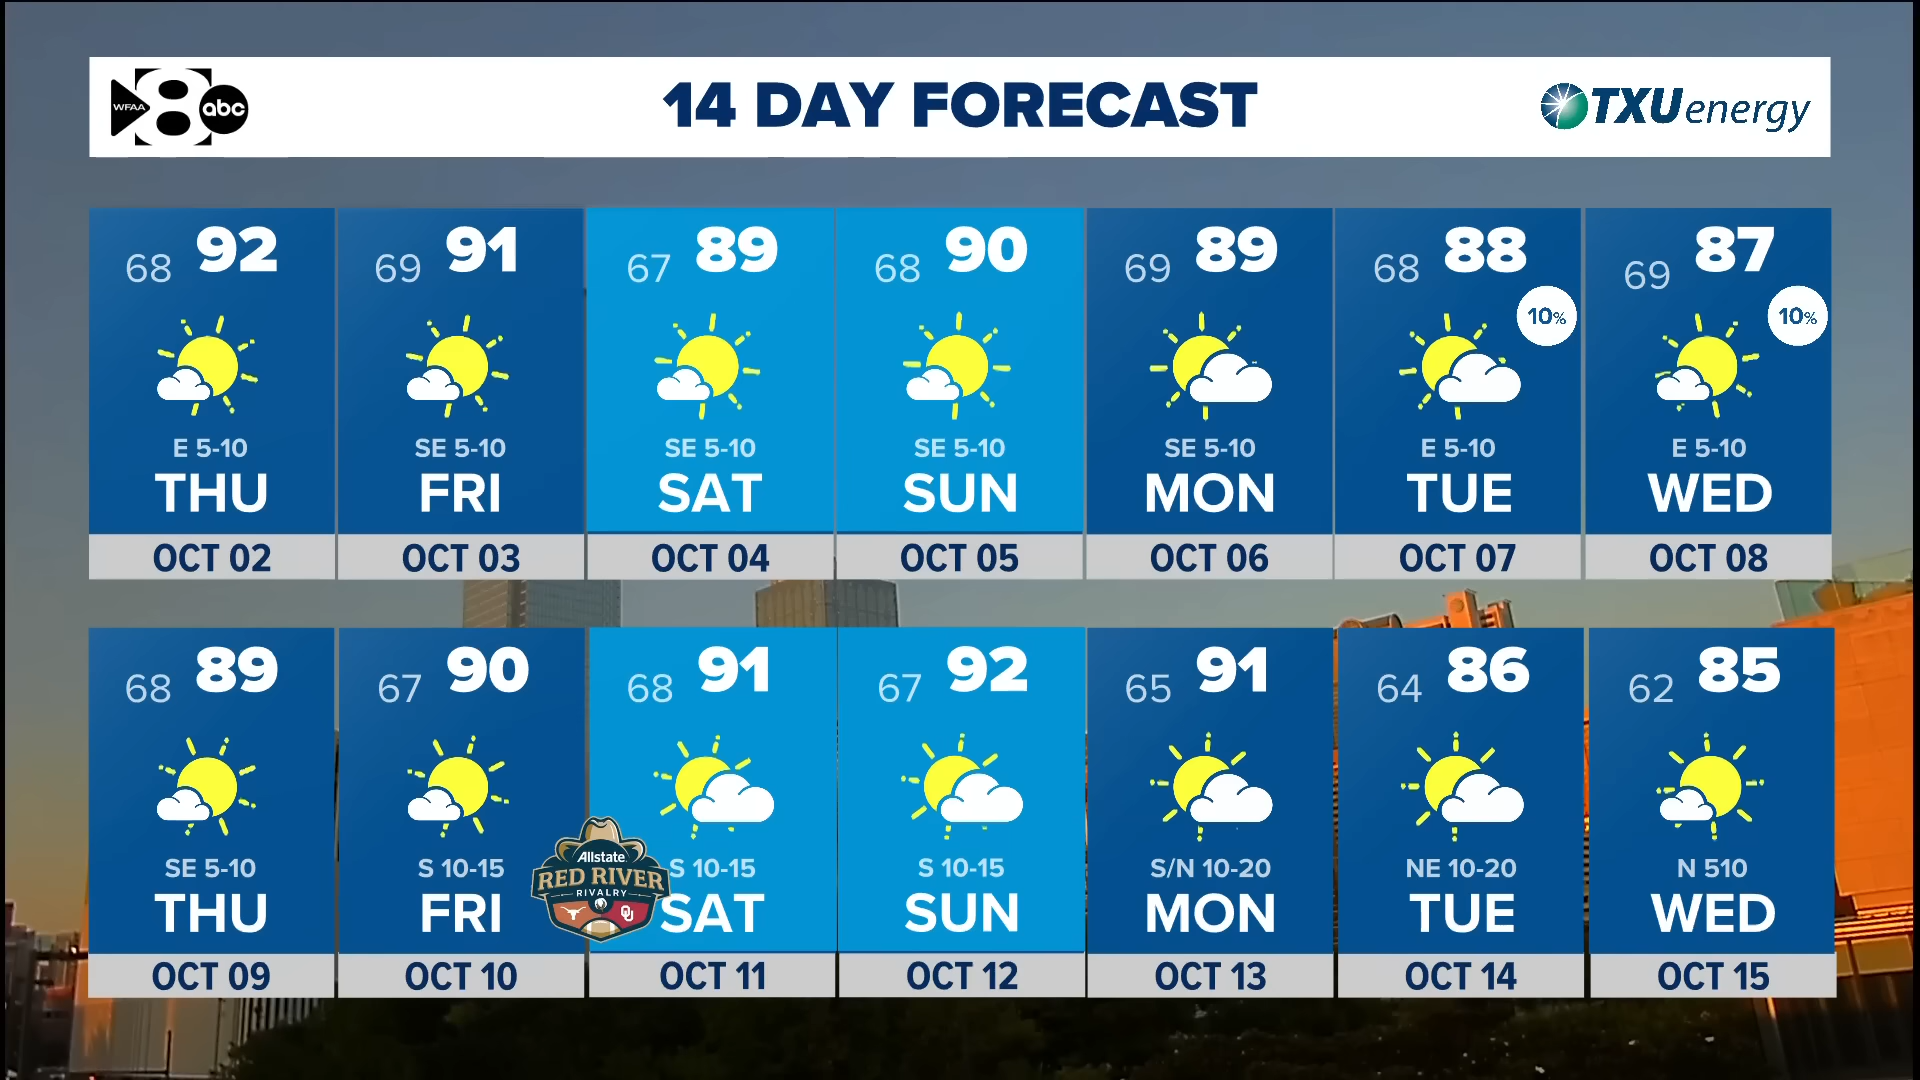 WFAA 8 abc
14 DAY FORECAST
TXU energy
68 92
E 5-10
THU
OCT 02
69 91
SE 5-10
FRI
OCT 03
67 89
SE 5-10
SAT
OCT 04
68 90
SE 5-10
SUN
OCT 05
69 89
SE 5-10
MON
OCT 06
68 88
10%
E 5-10
TUE
OCT 07
69 87
10%
E 5-10
WED
OCT 08
68 89
SE 5-10
THU
OCT 09
67 90
S 10-15
FRI
OCT 10
Allstate
RED RIVER
RIVALRY
OU
68 91
S 10-15
SAT
OCT 11
67 92
S 10-15
SUN
OCT 12
65 91
S/N 10-20
MON
OCT 13
64 86
NE 10-20
TUE
OCT 14
62 85
N 510
WED
OCT 15